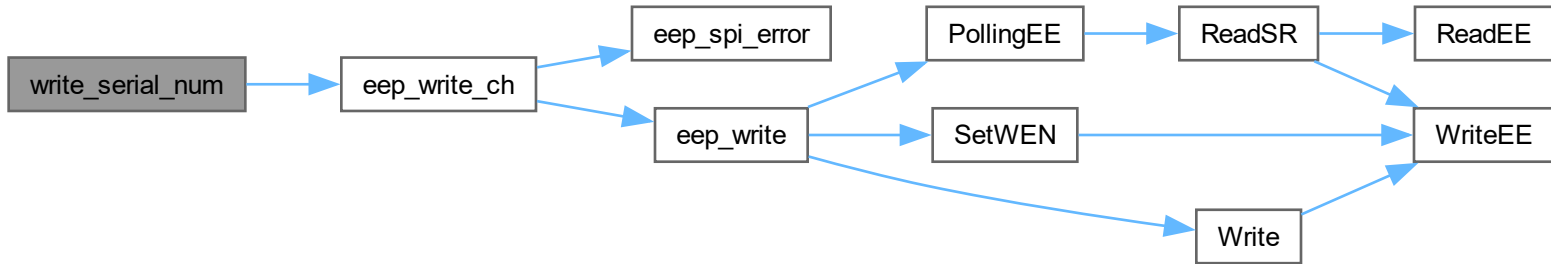 write_serial_num
eep_write_ch
eep_spi_error
eep_write
PollingEE
SetWEN
Write
ReadSR
ReadEE
WriteEE